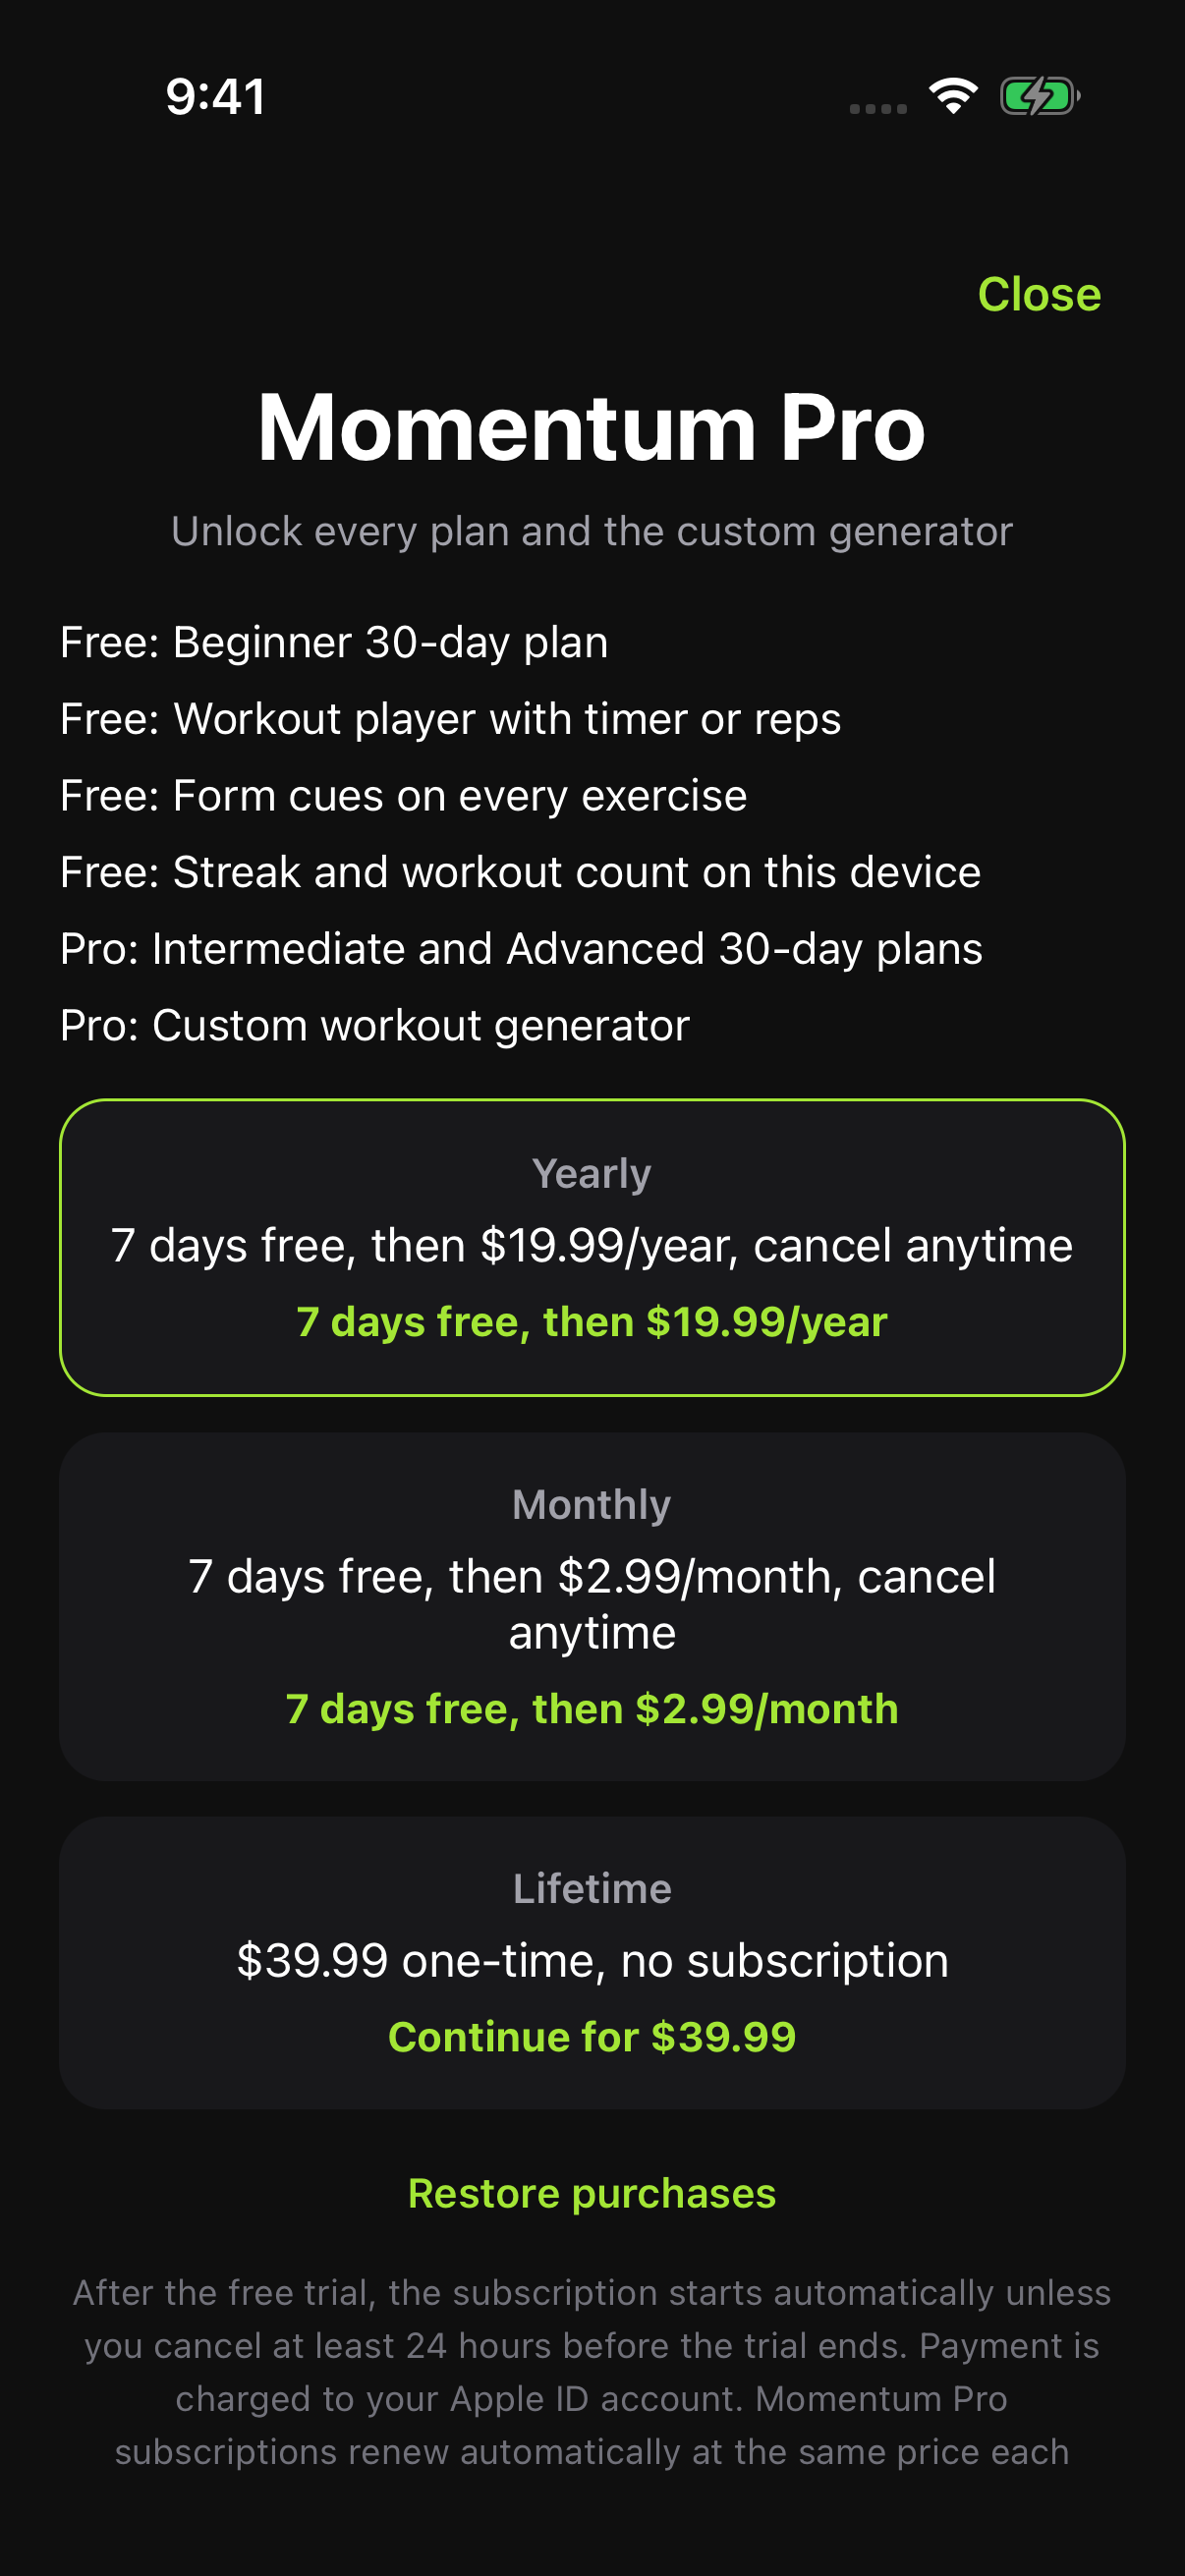 9:41
Close
Momentum Pro
Unlock every plan and the custom generator
Free: Beginner 30-day plan
Free: Workout player with timer or reps
Free: Form cues on every exercise
Free: Streak and workout count on this device
Pro: Intermediate and Advanced 30-day plans
Pro: Custom workout generator
Yearly
7 days free, then $19.99/year, cancel anytime
7 days free, then $19.99/year
Monthly
7 days free, then $2.99/month, cancel
anytime
7 days free, then $2.99/month
Lifetime
$39.99 one-time, no subscription
Continue for $39.99
Restore purchases
After the free trial, the subscription starts automatically unless
you cancel at least 24 hours before the trial ends. Payment is
charged to your Apple ID account. Momentum Pro
subscriptions renew automatically at the same price each